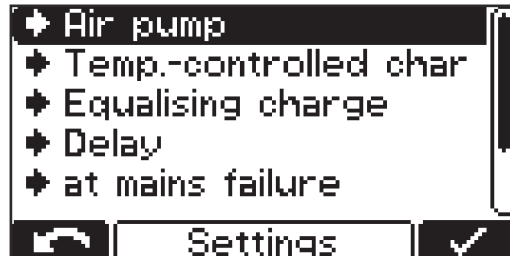 Air pump
Temp.-controlled char
Equalising charge
Delay
at mains failure
Settings